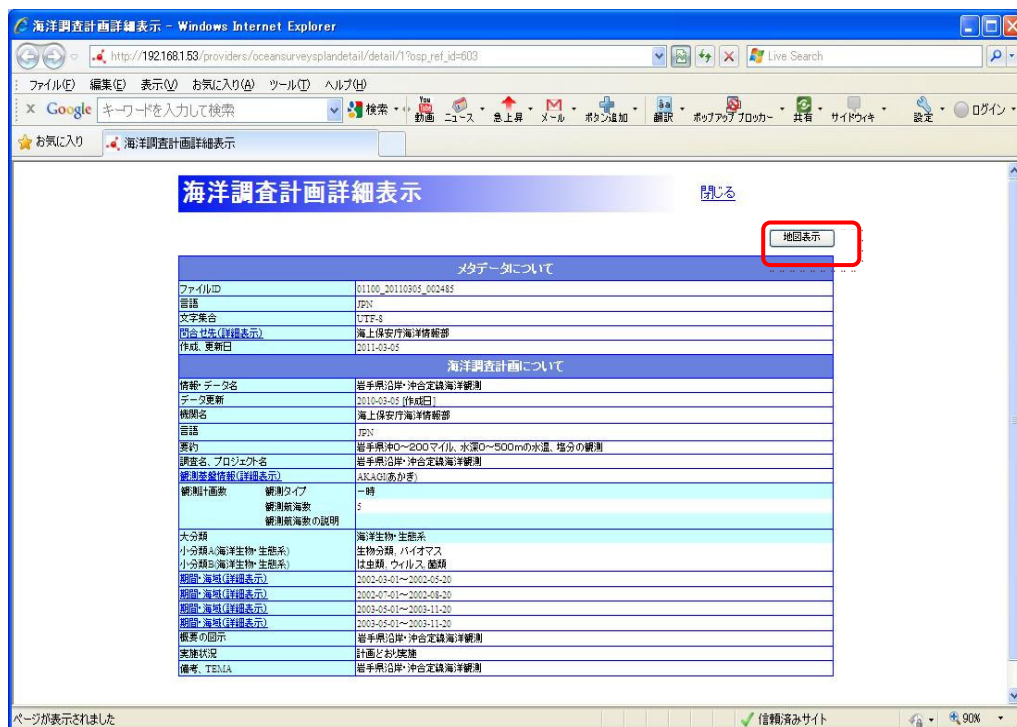 海洋調査計画詳細表示 - Windows Internet Explorer
http://192.168.1.53/providers/oceansurveysplandetail/detail/1?osp_ref_id=603
Live Search
ファイル(F) 編集(E) 表示(V) お気に入り(A) ツール(T) ヘルプ(H)
x Google キーワードを入力して検索 検索 You 動画 ニュース 急上昇 メール ボタン追加 翻訳 ポップアップ ブロッカー 共有 サイドウィキ 設定 ログイン
お気に入り 海洋調査計画詳細表示
海洋調査計画詳細表示 閉じる
地図表示
メタデータについて
ファイルID 01100_20110305_002485
言語 JPN
文字集合 UTF-8
問合せ先(詳細表示) 海上保安庁海洋情報部
作成、更新日 2011-03-05
海洋調査計画について
情報・データ名 岩手県沿岸・沖合定線海洋観測
データ更新 2010-03-05 [作成日]
機関名 海上保安庁海洋情報部
言語 JPN
要約 岩手県沖0~200マイル、水深0~500mの水温、塩分の観測
調査名、プロジェクト名 岩手県沿岸・沖合定線海洋観測
観測基盤情報(詳細表示) AKAGI(あかぎ)
観測計画数 観測タイプ 一時
観測航海数 5
観測航海数の説明
大分類 海洋生物・生態系
小分類A(海洋生物・生態系) 生物分類, バイオマス
小分類B(海洋生物・生態系) は虫類, ウィルス, 菌類
期間・海域(詳細表示) 2002-03-01~2002-05-20
期間・海域(詳細表示) 2002-07-01~2002-08-20
期間・海域(詳細表示) 2003-05-01~2003-11-20
期間・海域(詳細表示) 2003-05-01~2003-11-20
概要の図示 岩手県沿岸・沖合定線海洋観測
実施状況 計画どおり実施
備考、TEMA 岩手県沿岸・沖合定線海洋観測
ページが表示されました 信頼済みサイト 90%